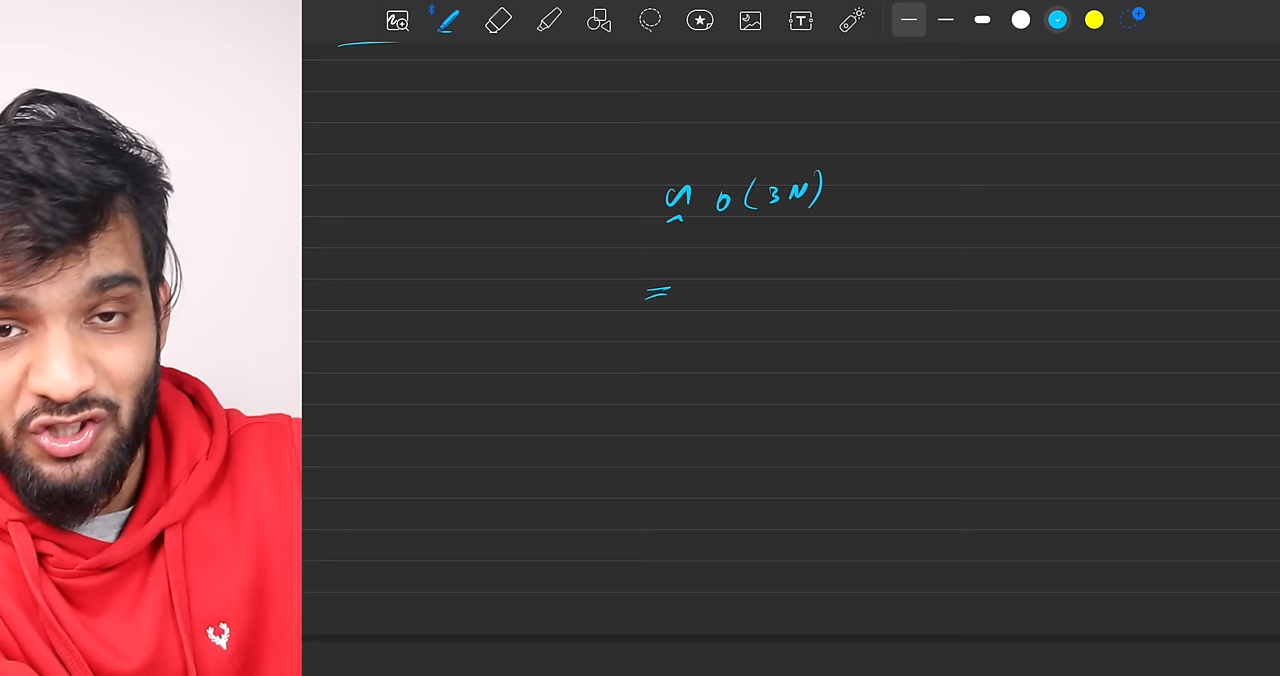 ≈ O(3N)
=